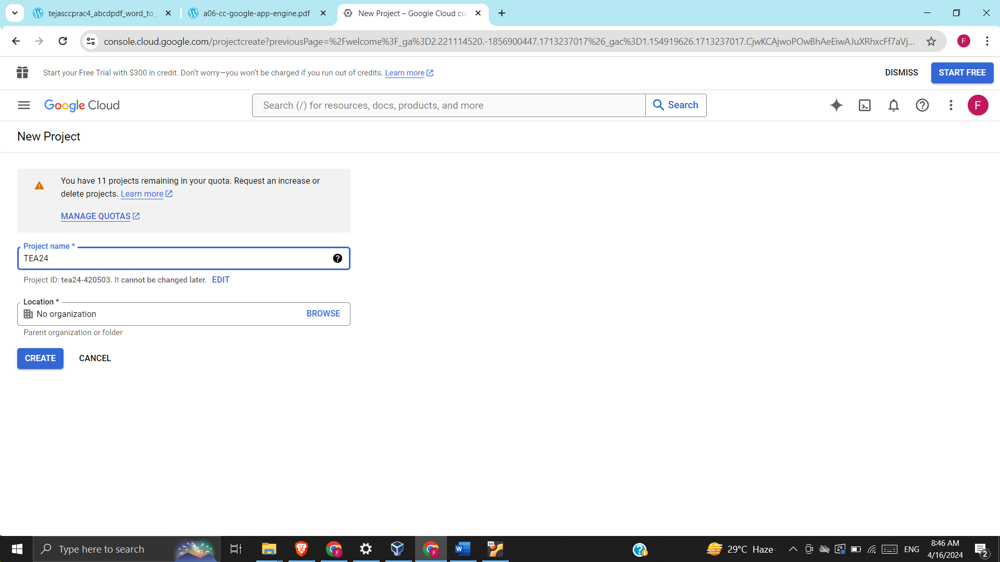 tejasccprac4_abcdpdf_word_to_
a06-cc-google-app-engine.pdf
New Project – Google Cloud co
console.cloud.google.com/projectcreate?previousPage=%2Fwelcome%3F_ga%3D2.221114520.-1856900447.1713237017%26_gac%3D1.154919626.1713237017.CjwKCAjwoPOwBhAeEiwAJuXRhxcFf7aVj...
F
Start your Free Trial with $300 in credit. Don’t worry—you won’t be charged if you run out of credits. Learn more
DISMISS
START FREE
Google Cloud
Search (/) for resources, docs, products, and more
Search
F
New Project
You have 11 projects remaining in your quota. Request an increase or
delete projects. Learn more
MANAGE QUOTAS
Project name *
TEA24
Project ID: tea24-420503. It cannot be changed later. EDIT
Location *
No organization
BROWSE
Parent organization or folder
CREATE
CANCEL
Type here to search
F
F
W
64
29°C Haze
ENG
8:46 AM
4/16/2024
2